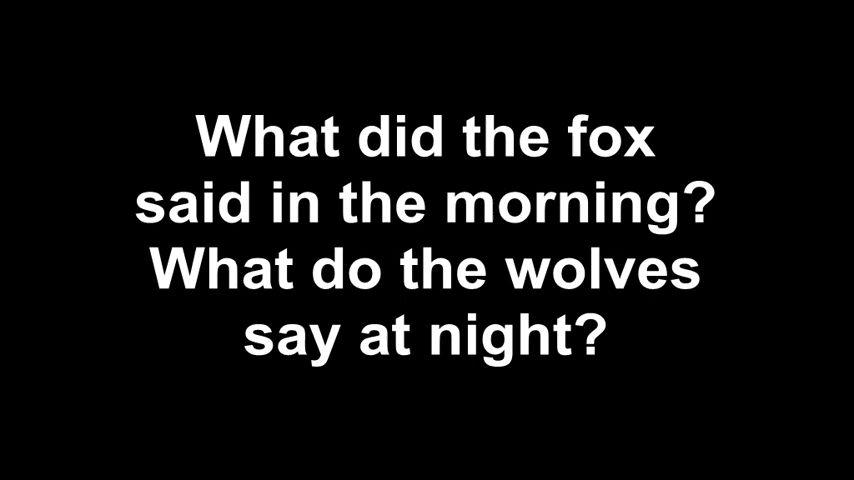 What did the fox
said in the morning?
What do the wolves
say at night?